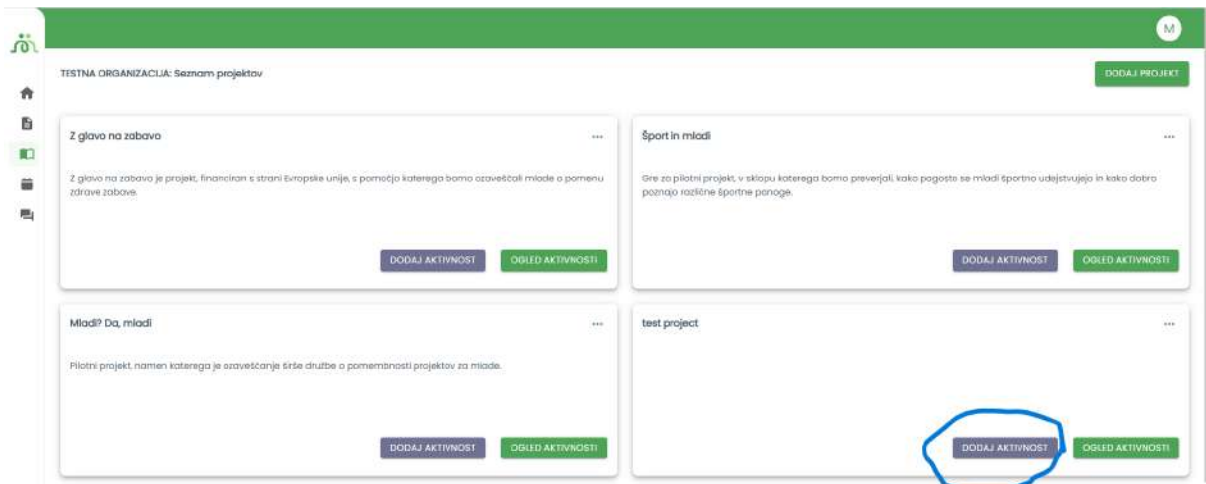 M
TESTNA ORGANIZACIJA: Seznam projektov
DODAJ PROJEKT
Z glavo na zabavo
Z glavo na zabavo je projekt, financiran s strani Evropske unije, s pomočjo katerega bomo ozaveščali mlade o pomenu
zdrave zabave.
DODAJ AKTIVNOST
OGLED AKTIVNOSTI
Šport in mladi
Gre za pilotni projekt, v sklopu katerega bomo preverjali, kako pogosto se mladi športno udejstvujejo in kako dobro
poznajo različne športne panoge.
DODAJ AKTIVNOST
OGLED AKTIVNOSTI
Mladi? Da, mladi
Pilotni projekt, namen katerega je ozaveščanje širše družbe o pomembnosti projektov za mlade.
DODAJ AKTIVNOST
OGLED AKTIVNOSTI
test project
DODAJ AKTIVNOST
OGLED AKTIVNOSTI